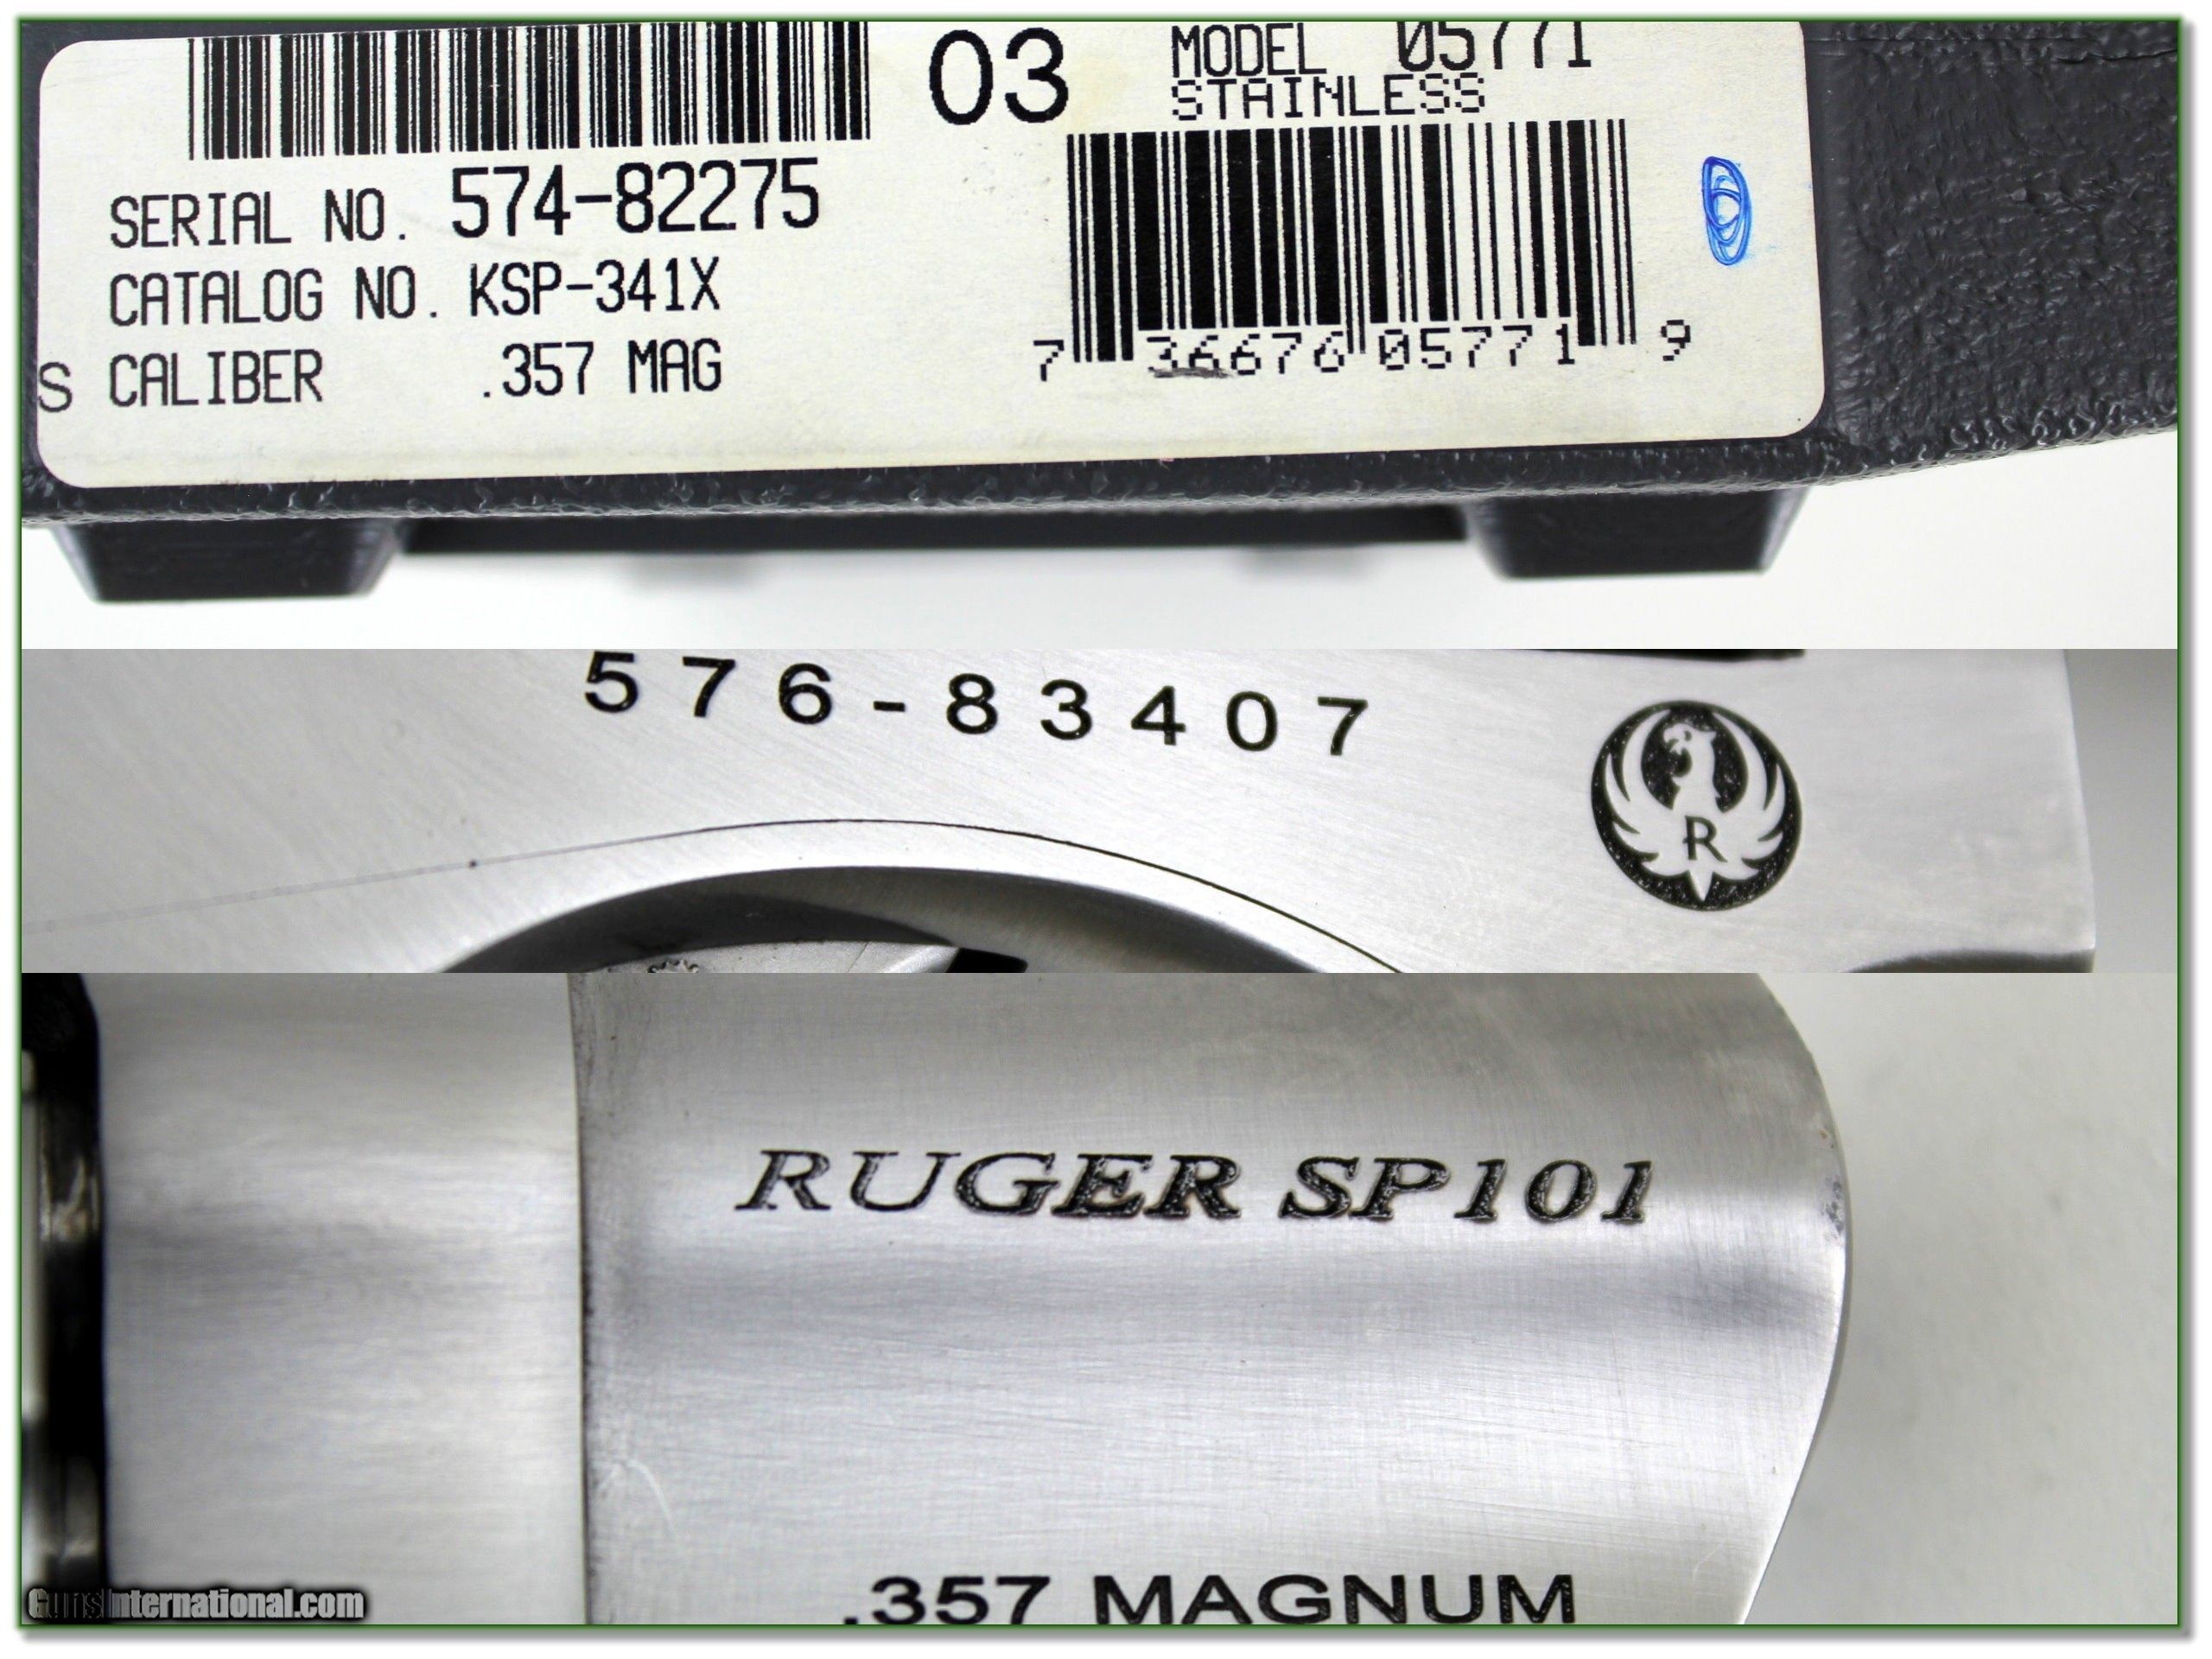 03
MODEL 05771
STAINLESS
SERIAL NO. 574-82275
CATALOG NO. KSP-341X
S CALIBER .357 MAG
7 36676 05771 9
576-83407
R
RUGER SP101
.357 MAGNUM
GunsInternational.com